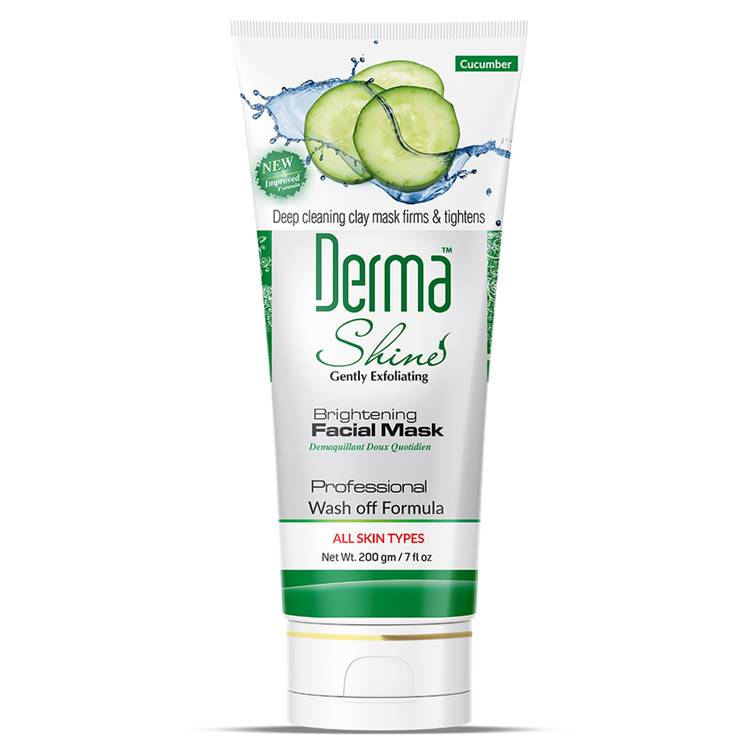 Cucumber
NEW
&
Improved
Formula
Deep cleaning clay mask firms & tightens
Derma™
Shine
Gently Exfoliating
Brightening
Facial Mask
Demaquillant Doux Quotidien
Professional
Wash off Formula
ALL SKIN TYPES
Net Wt. 200 gm / 7 fl oz